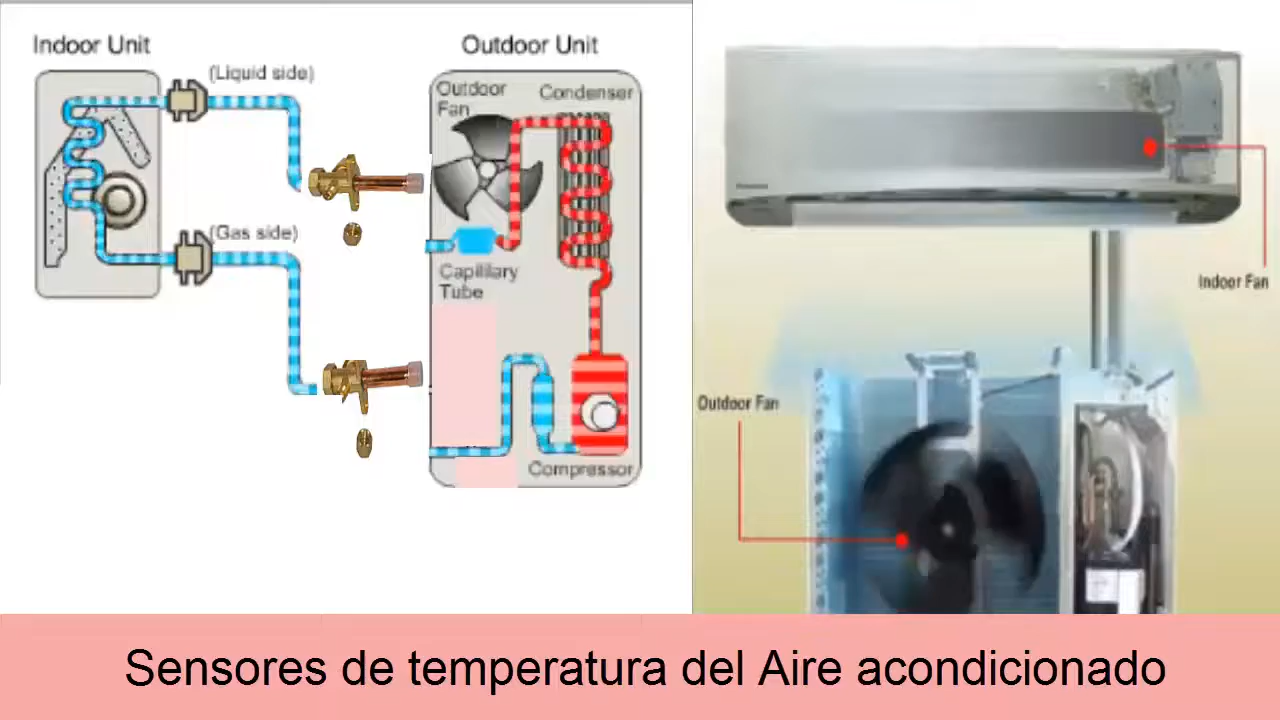 Indoor Unit
(Liquid side)
(Gas side)
Outdoor Unit
Outdoor
Fan
Condenser
Capilliary
Tube
Compressor
Indoor Fan
Outdoor Fan
Sensores de temperatura del Aire acondicionado